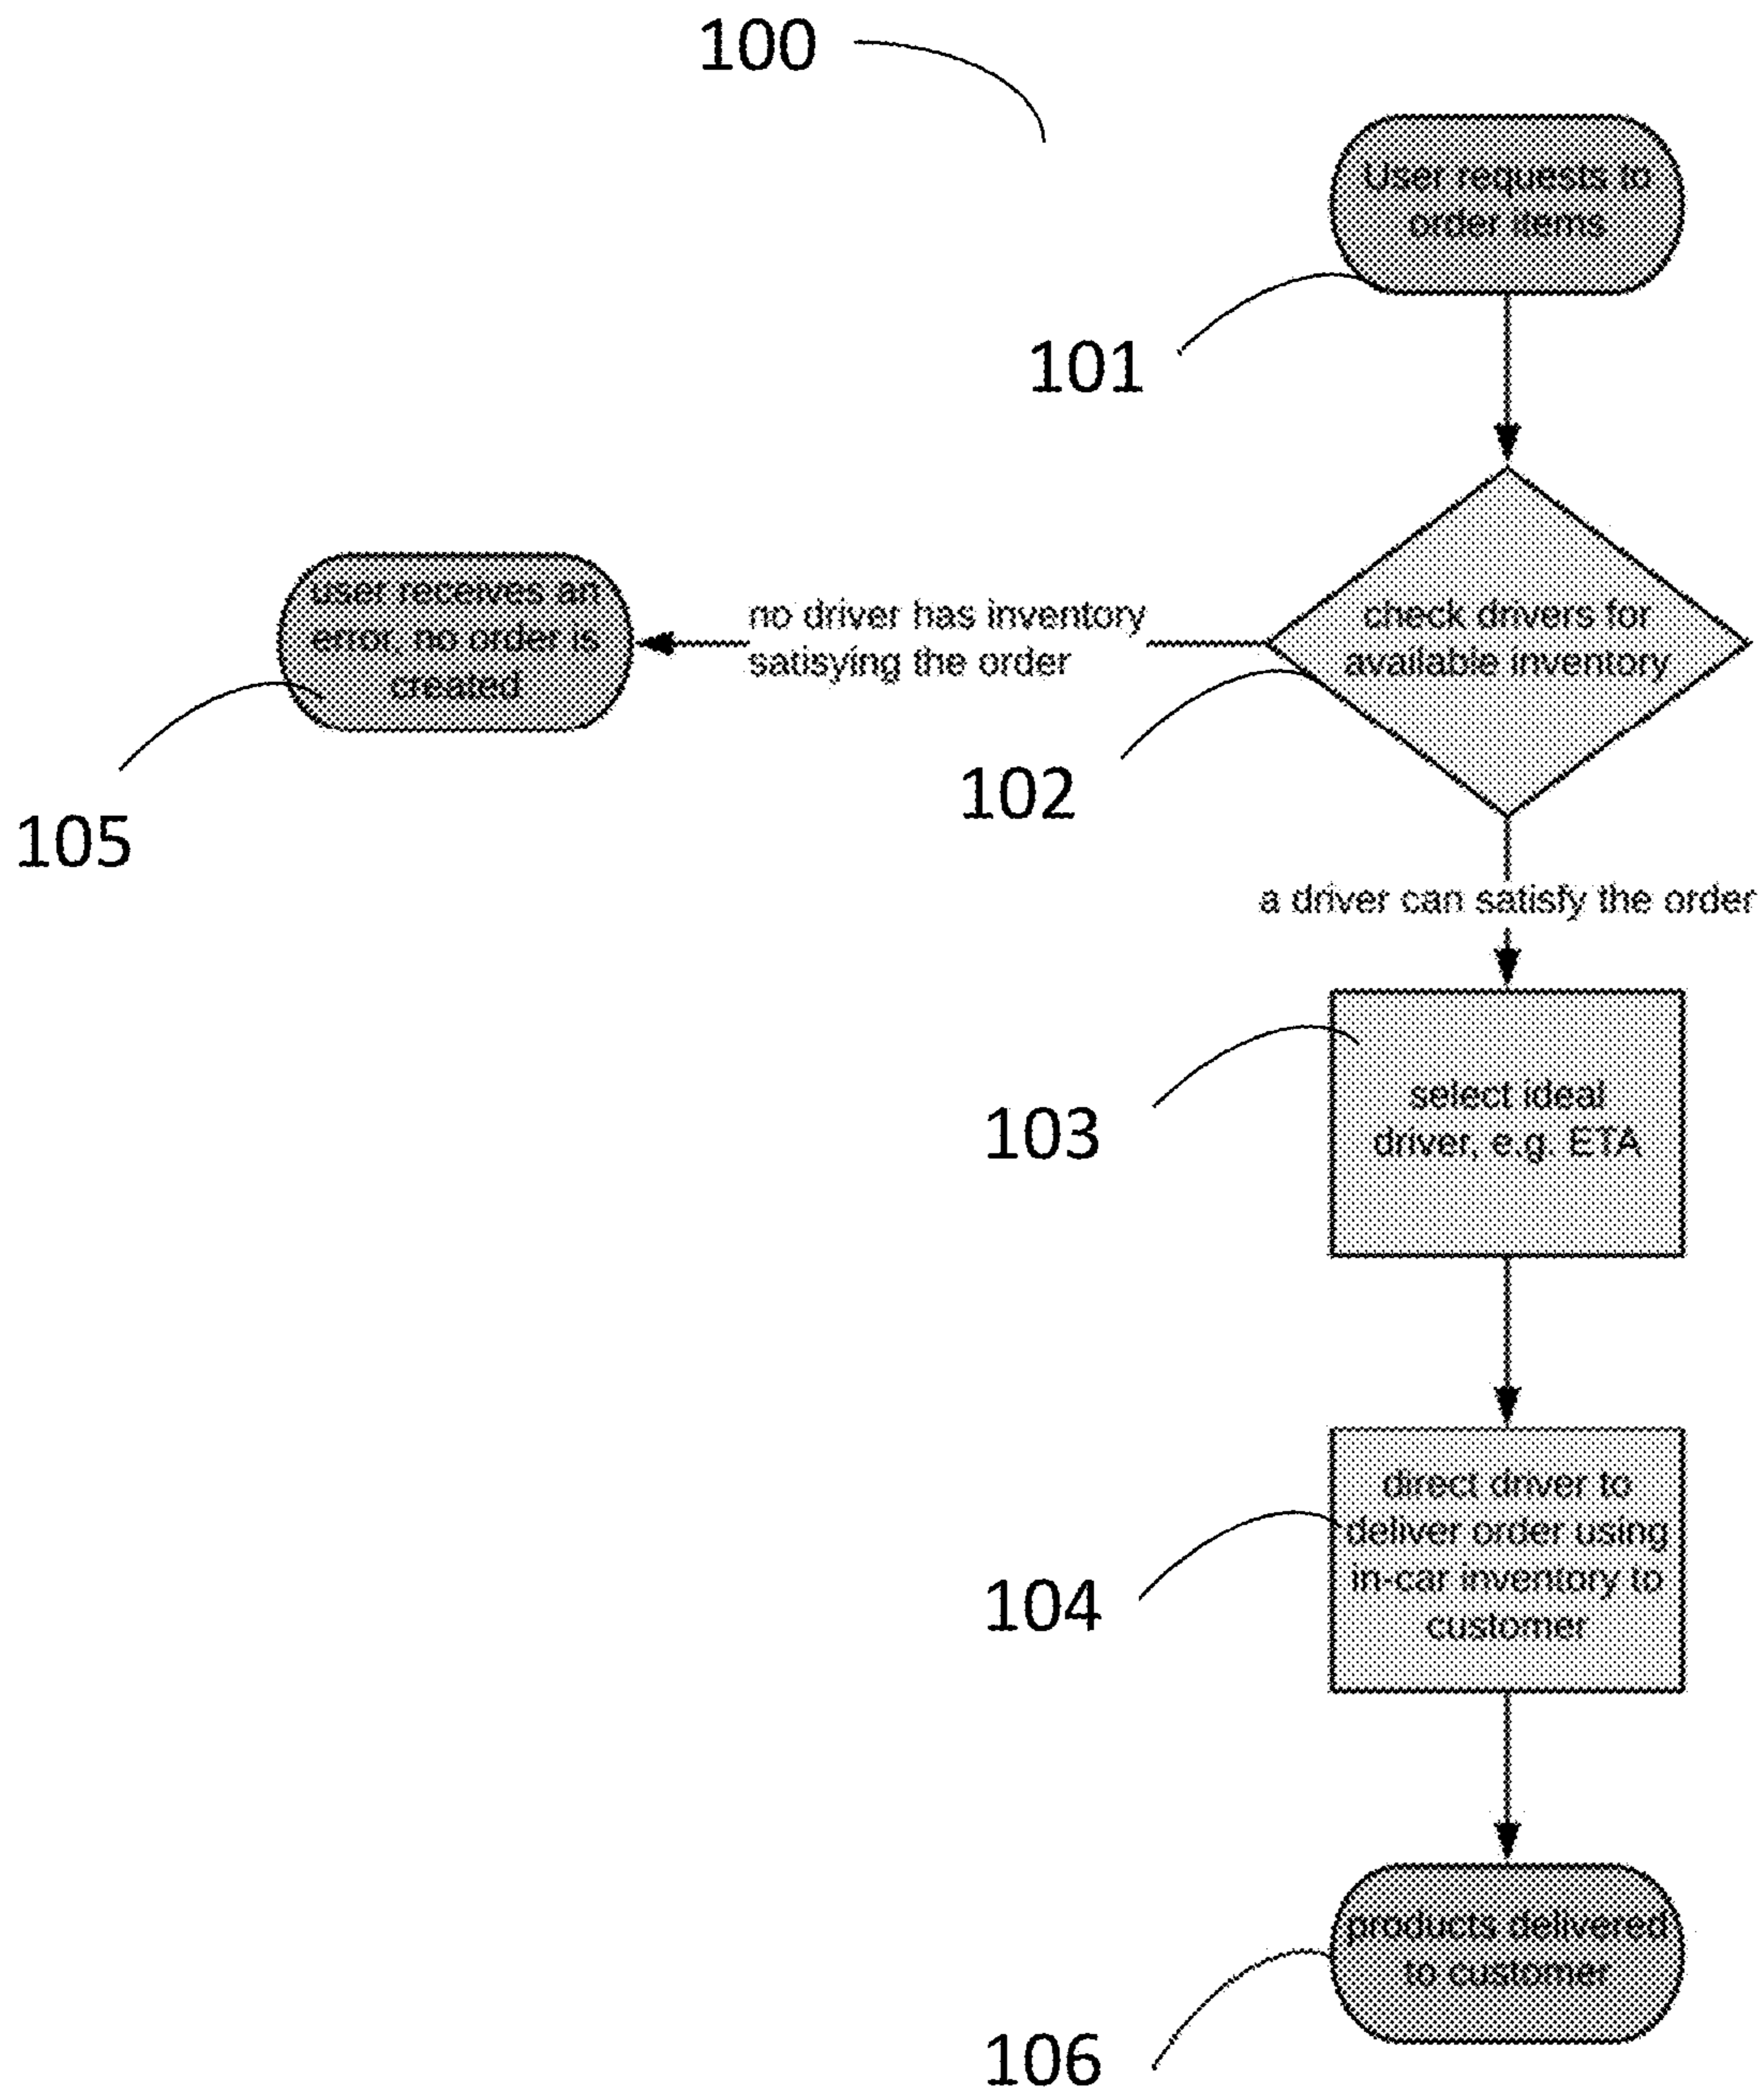 100
User requests to
order items
101
check drivers for
available inventory
102
no driver has inventory
satisying the order
user receives an
error, no order is
created
105
a driver can satisfy the order
select ideal
driver, e.g. ETA
103
direct driver to
deliver order using
in-car inventory to
customer
104
products delivered
to customer
106